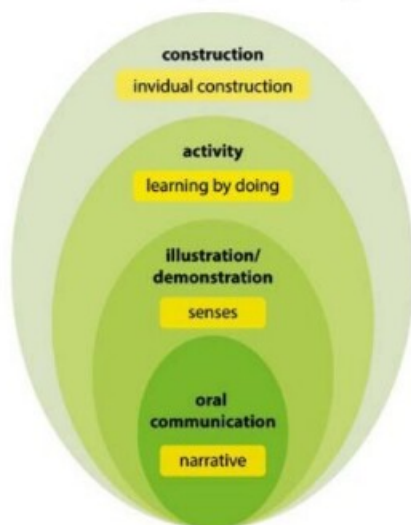 construction
invidual construction
activity
learning by doing
illustration/
demonstration
senses
oral
communication
narrative